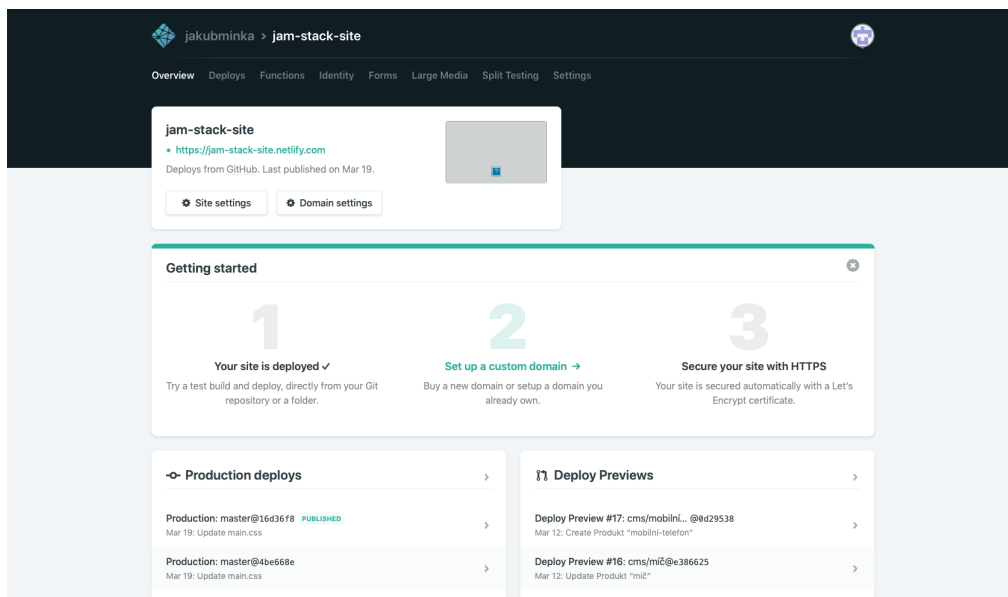 jakubminka > jam-stack-site
Overview Deploys Functions Identity Forms Large Media Split Testing Settings
jam-stack-site
• https://jam-stack-site.netlify.com
Deploys from GitHub. Last published on Mar 19.
Site settings Domain settings
Getting started
1
Your site is deployed ✓
Try a test build and deploy, directly from your Git
repository or a folder.
2
Set up a custom domain →
Buy a new domain or setup a domain you
already own.
3
Secure your site with HTTPS
Your site is secured automatically with a Let's
Encrypt certificate.
Production deploys
Production: master@16d36f8 PUBLISHED
Mar 19: Update main.css
Production: master@4be668e
Mar 19: Update main.css
Deploy Previews
Deploy Preview #17: cms/mobilní... @0d29538
Mar 12: Create Produkt “mobilní-telefon”
Deploy Preview #16: cms/míč@e386625
Mar 12: Update Produkt “míč”